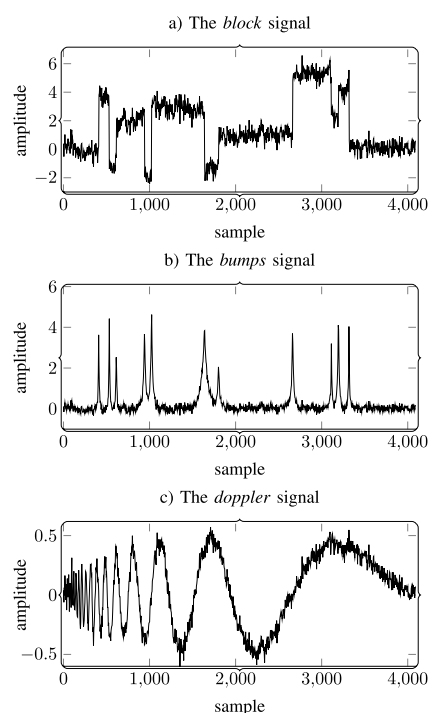 a) The block signal
6
4
2
0
−2
amplitude
0 1,000 2,000 3,000 4,000
sample
b) The bumps signal
6
4
2
0
amplitude
0 1,000 2,000 3,000 4,000
sample
c) The doppler signal
0.5
0
−0.5
amplitude
0 1,000 2,000 3,000 4,000
sample